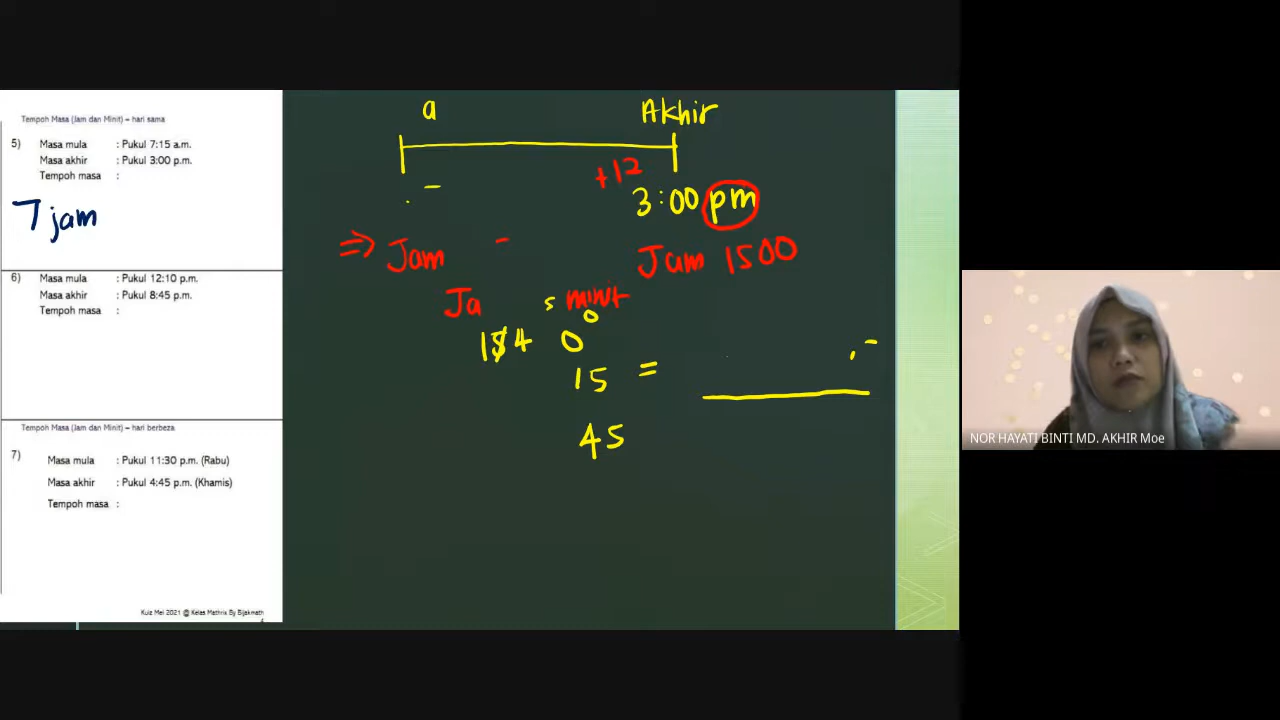 Tempoh Masa (Jam dan Minit) – hari sama
5) Masa mula : Pukul 7:15 a.m.
Masa akhir : Pukul 3:00 p.m.
Tempoh masa :
7 jam
6) Masa mula : Pukul 12:10 p.m.
Masa akhir : Pukul 8:45 p.m.
Tempoh masa :
Tempoh Masa (Jam dan Minit) – hari berbeza
7) Masa mula : Pukul 11:30 p.m. (Rabu)
Masa akhir : Pukul 4:45 p.m. (Khamis)
Tempoh masa :
Kuiz Mei 2021 @ Kelas Mathrix By Bijakmath
a Akhir
+12
3:00 pm
⇒ Jam Jam 1500
Ja minit
15 4 0
15 =
45
NOR HAYATI BINTI MD. AKHIR Moe